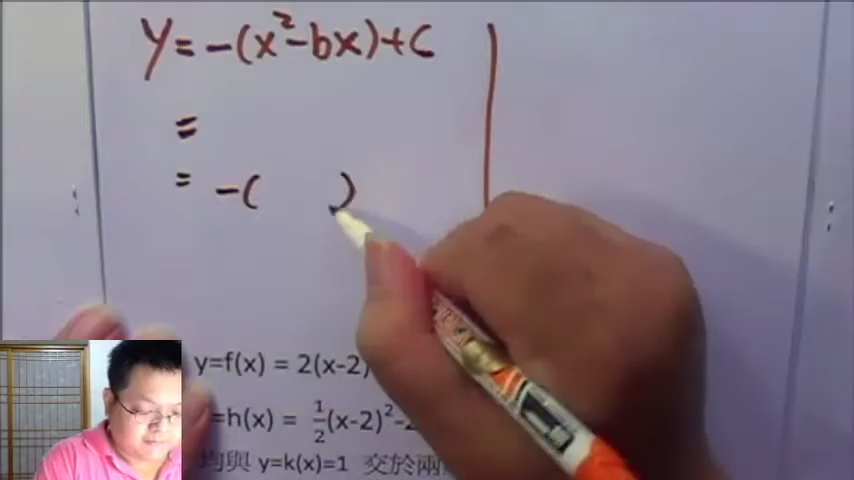 y=-(x²-bx)+c
=
=-( )
y=f(x) = 2(x-2)
=h(x) = 1/2(x-2)²-2
均與 y=k(x)=1 交於兩